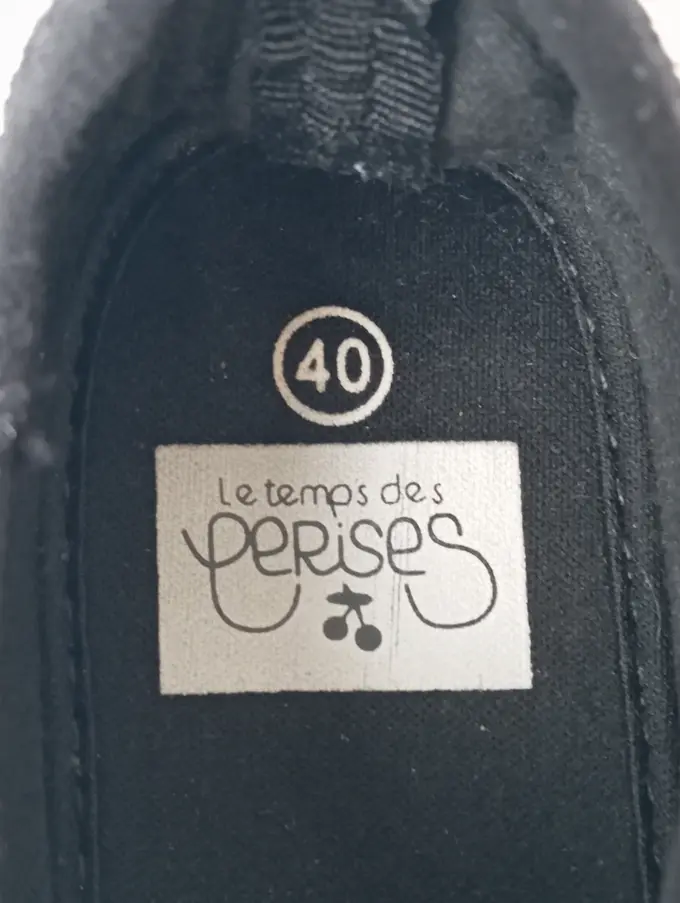 40
Le temps des
CERISES